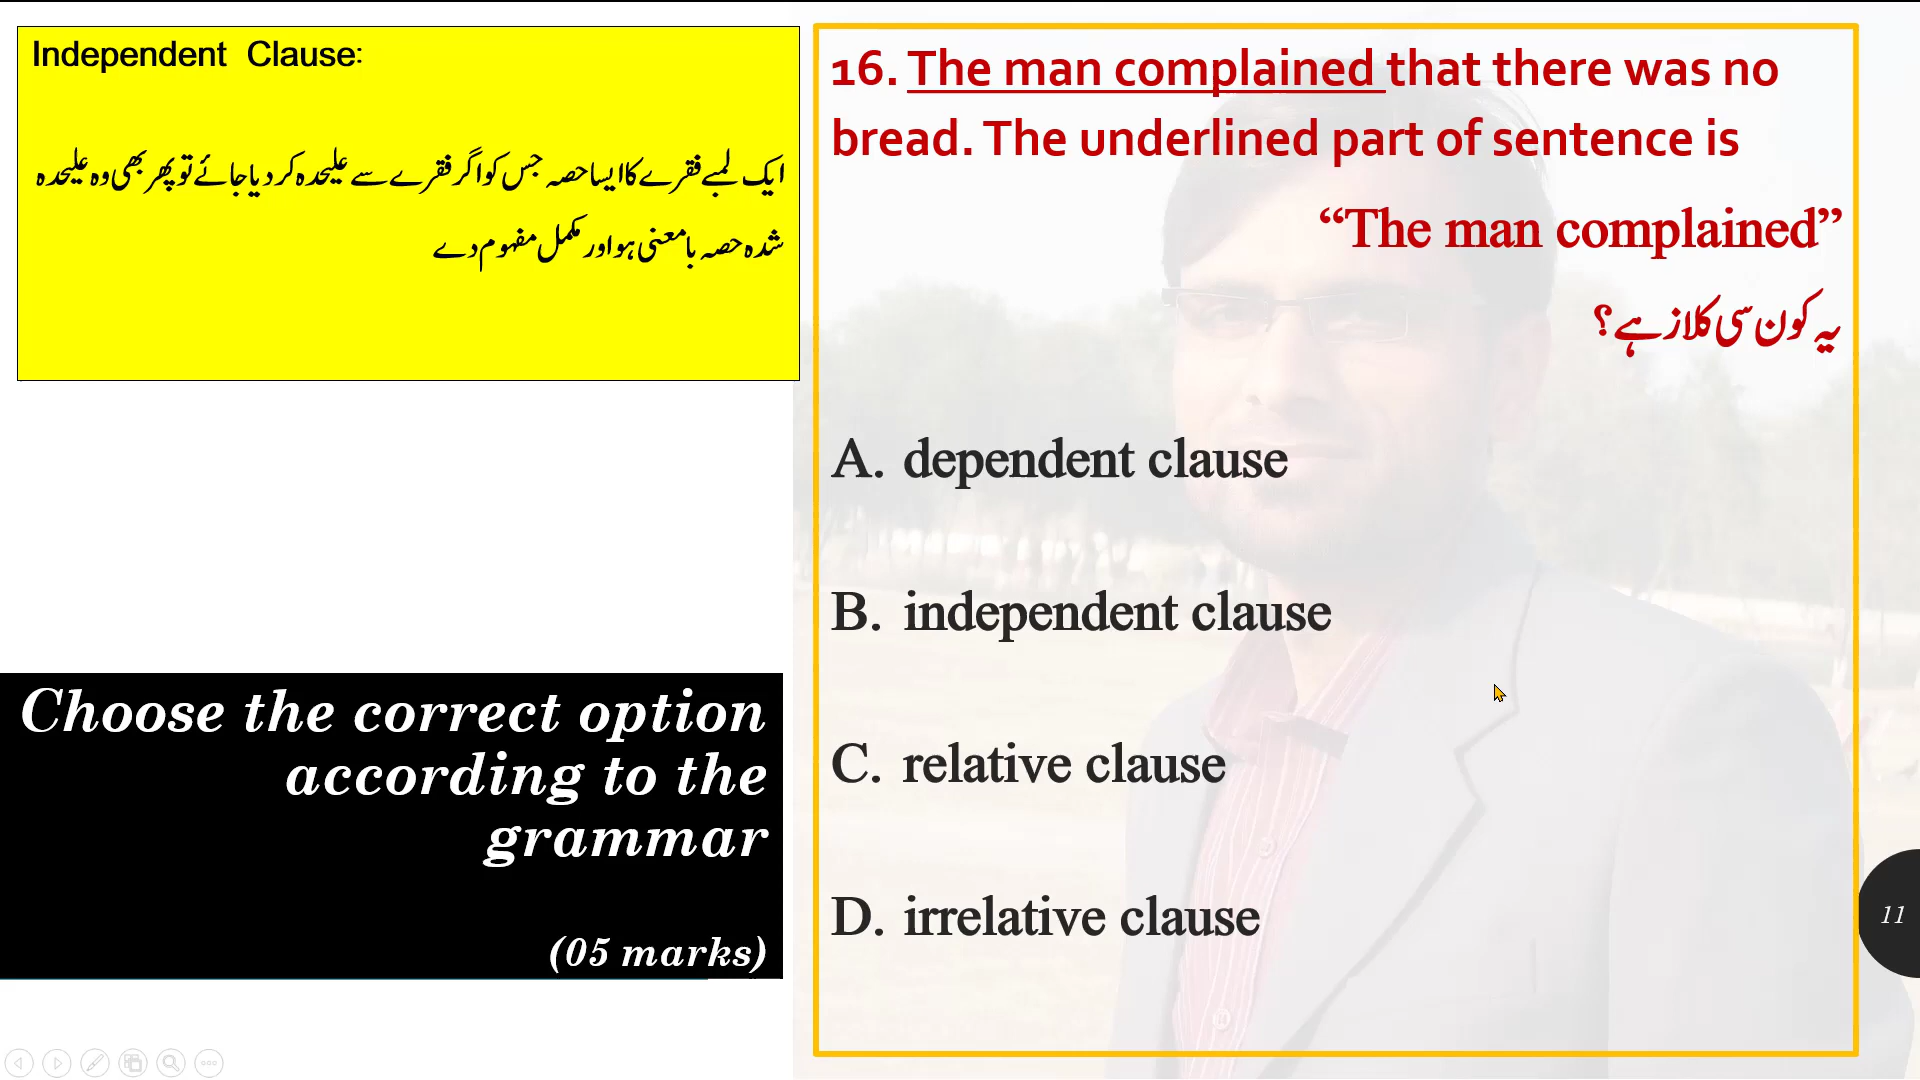 Independent Clause:
ایک لمبے فقرے کا ایسا حصہ جس کو اگر فقرے سے علیحدہ کر دیا جائے تو پھر بھی وہ علیحدہ
شدہ حصہ بامعنی ہو اور مکمل مفہوم دے
Choose the correct option
according to the
grammar
(05 marks)
16. The man complained that there was no
bread. The underlined part of sentence is
“The man complained”
یہ کون سی کلاز ہے؟
A. dependent clause
B. independent clause
C. relative clause
D. irrelative clause
11